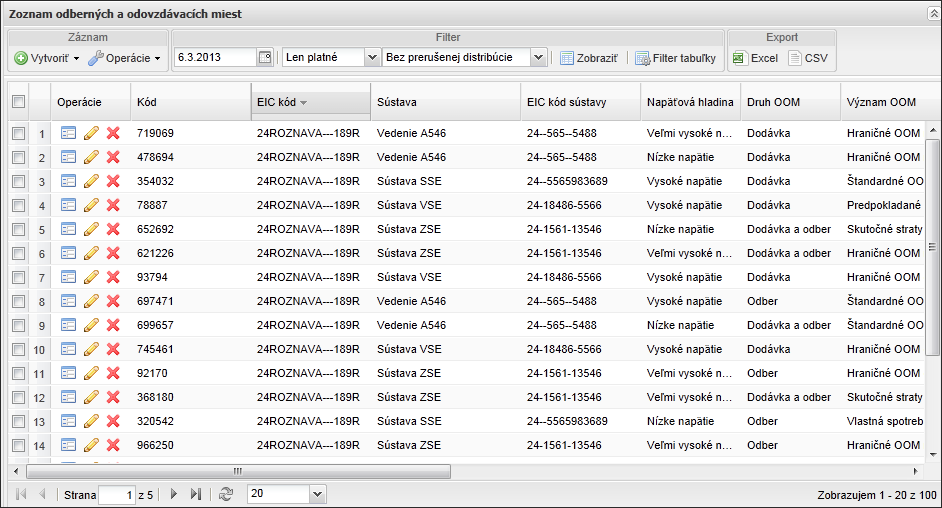 Zoznam odberných a odovzdávacích miest
Záznam Filter Export
Vytvoriť Operácie 6.3.2013 Len platné Bez prerušenej distribúcie Zobraziť Filter tabuľky Excel CSV
Operácie Kód EIC kód Sústava EIC kód sústavy Napäťová hladina Druh OOM Význam OOM
1 719069 24ROZNAVA---189R Vedenie A546 24--565--5488 Veľmi vysoké n... Dodávka Hraničné OOM
2 478694 24ROZNAVA---189R Vedenie A546 24--565--5488 Nízke napätie Dodávka Hraničné OOM
3 354032 24ROZNAVA---189R Sústava SSE 24--5565983689 Vysoké napätie Dodávka Štandardné OO
4 78887 24ROZNAVA---189R Sústava VSE 24-18486-5566 Vysoké napätie Dodávka Predpokladané
5 652692 24ROZNAVA---189R Sústava ZSE 24-1561-13546 Nízke napätie Dodávka a odber Skutočné straty
6 621226 24ROZNAVA---189R Sústava ZSE 24-1561-13546 Veľmi vysoké n... Dodávka a odber Hraničné OOM
7 93794 24ROZNAVA---189R Sústava VSE 24-18486-5566 Vysoké napätie Dodávka Hraničné OOM
8 697471 24ROZNAVA---189R Vedenie A546 24--565--5488 Vysoké napätie Odber Štandardné OO
9 699657 24ROZNAVA---189R Vedenie A546 24--565--5488 Nízke napätie Dodávka a odber Štandardné OO
10 745461 24ROZNAVA---189R Sústava VSE 24-18486-5566 Vysoké napätie Dodávka a odber Hraničné OOM
11 92170 24ROZNAVA---189R Sústava ZSE 24-1561-13546 Veľmi vysoké n... Odber Hraničné OOM
12 368180 24ROZNAVA---189R Sústava ZSE 24-1561-13546 Veľmi vysoké n... Dodávka a odber Skutočné straty
13 320542 24ROZNAVA---189R Sústava SSE 24--5565983689 Nízke napätie Odber Vlastná spotreb
14 966250 24ROZNAVA---189R Sústava ZSE 24-1561-13546 Veľmi vysoké n... Odber Hraničné OOM
Strana 1 z 5 20 Zobrazujem 1 - 20 z 100